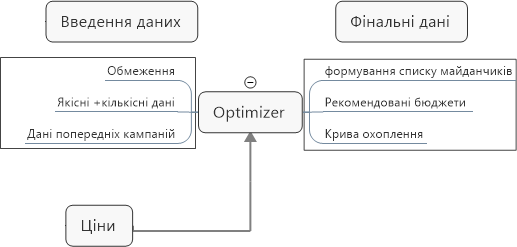 Введення даних
Фінальні дані
Обмеження
Якісні +кількісні дані
Дані попередніх кампаній
Optimizer
формування списку майданчиків
Рекомендовані бюджети
Крива охоплення
Ціни